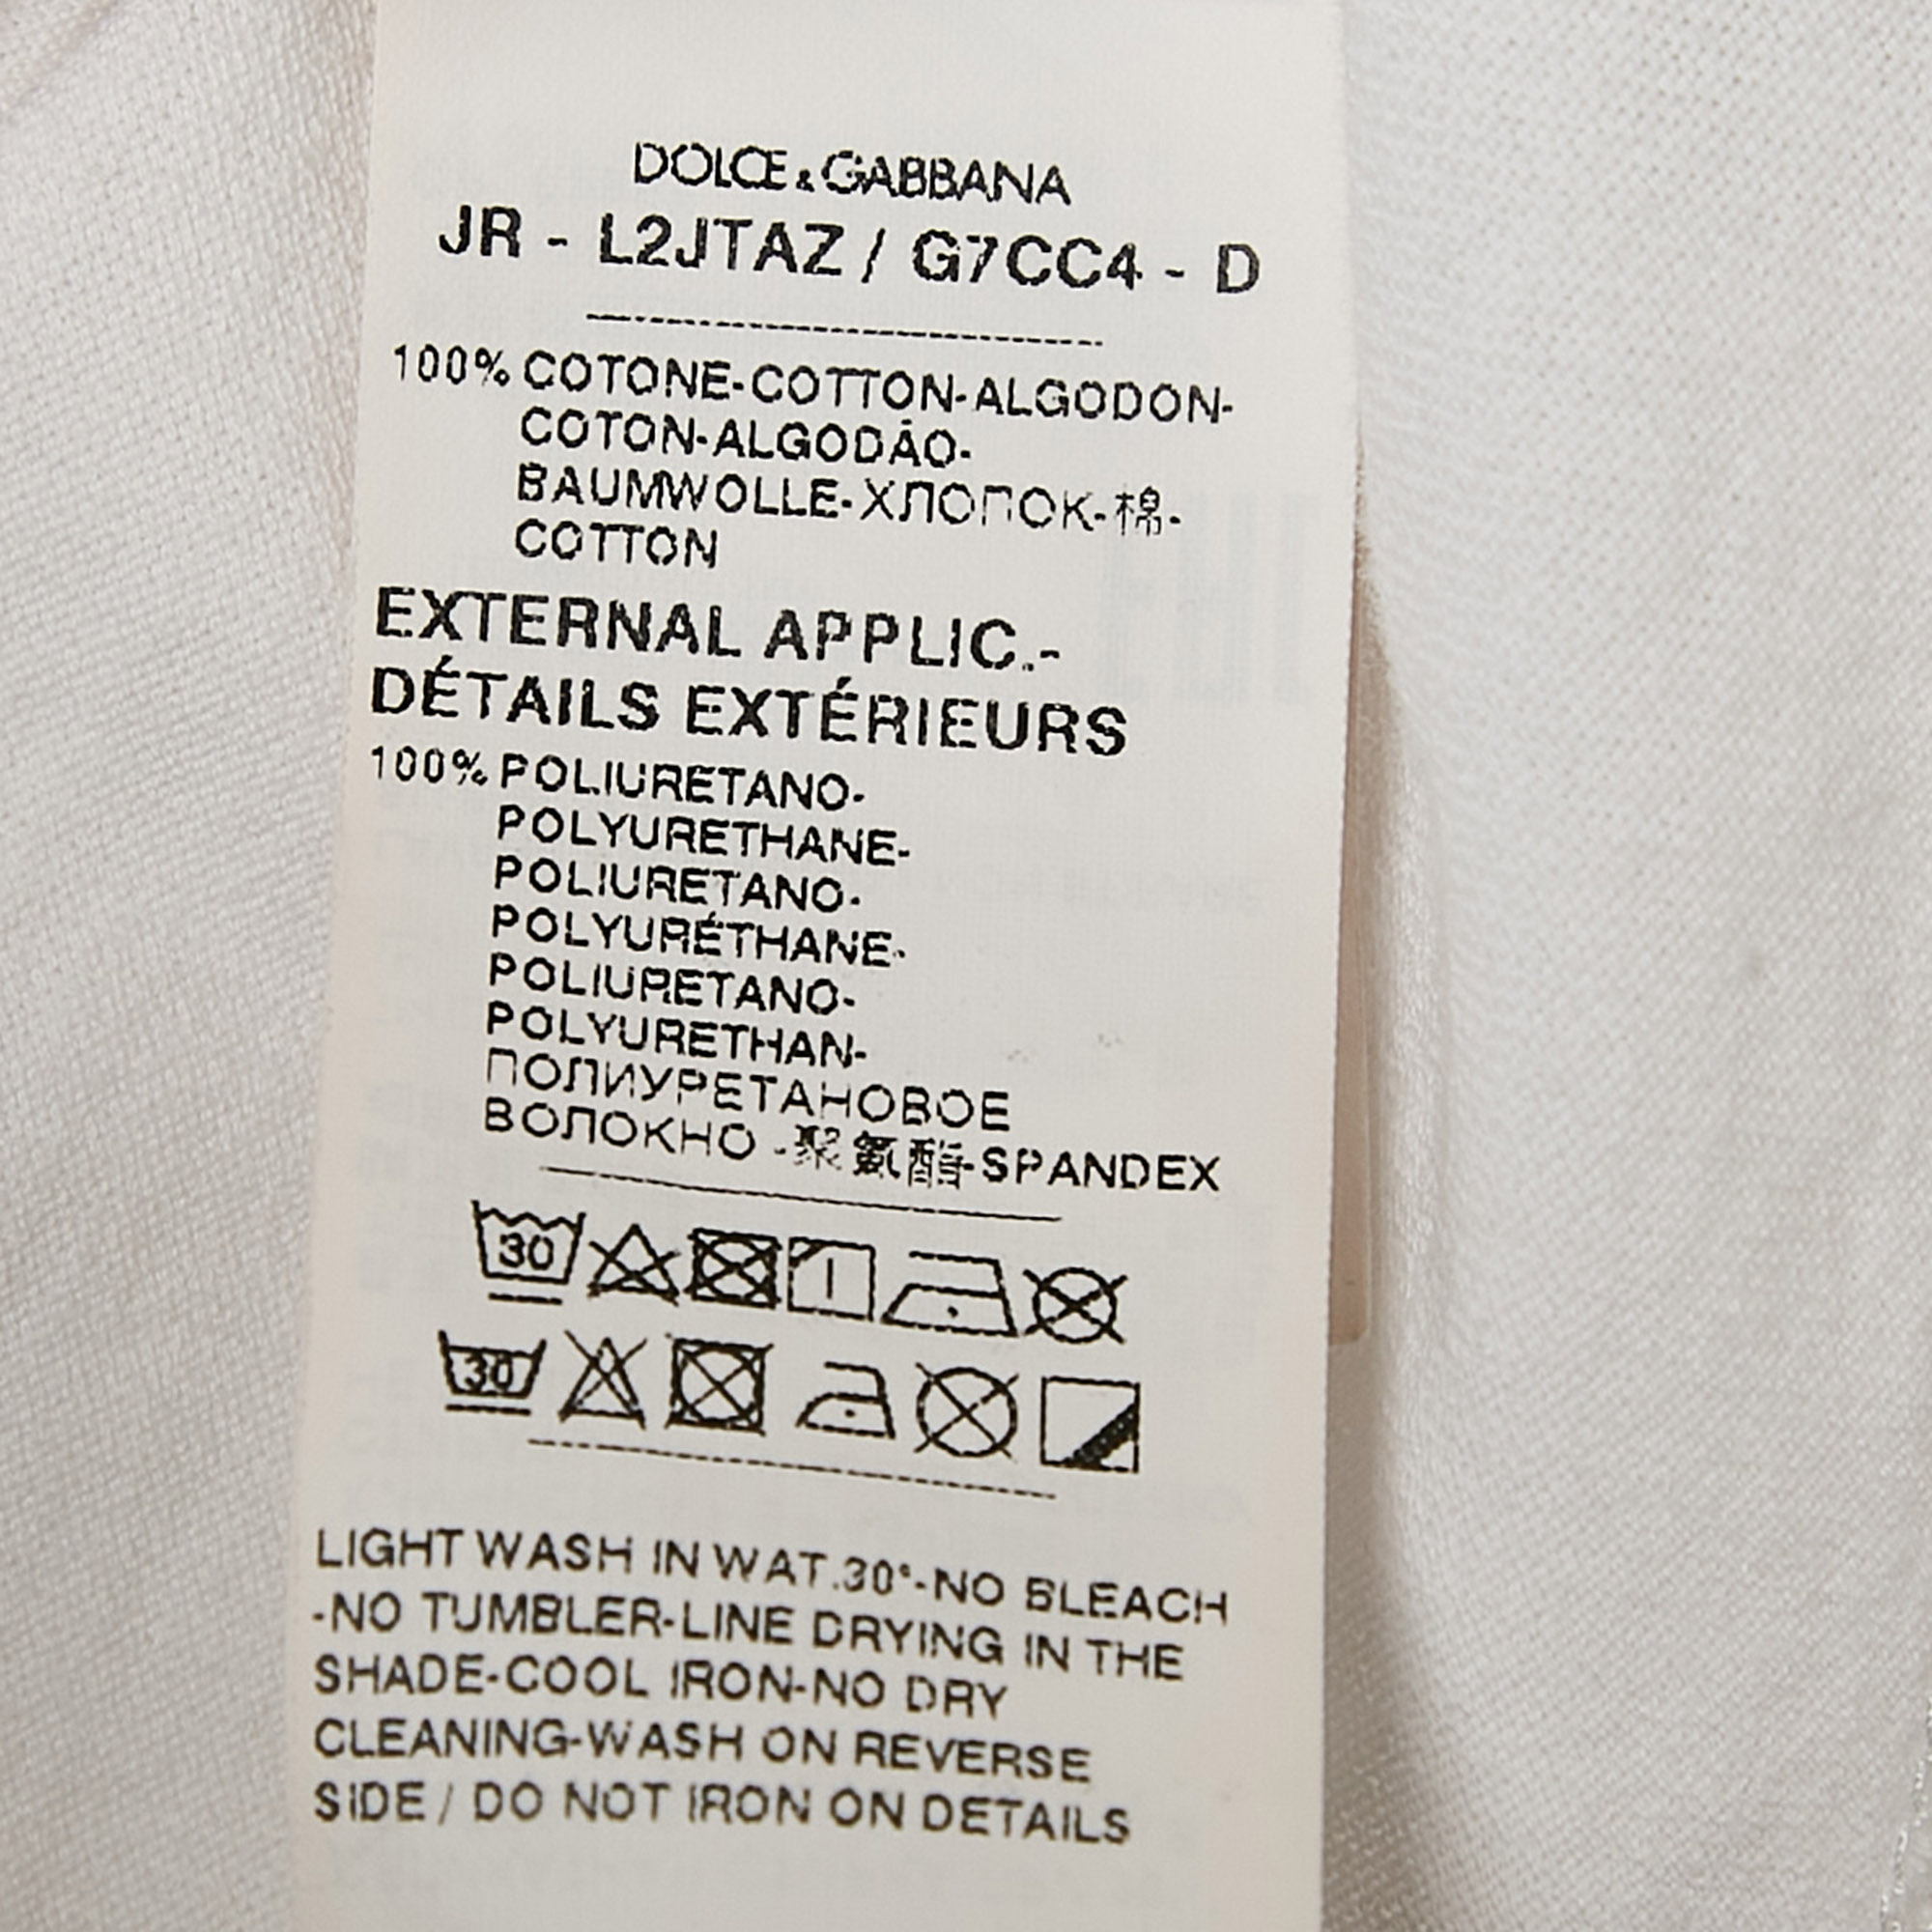 DOLCE & GABBANA
JR - L2JTAZ / G7CC4 - D
100% COTONE-COTTON-ALGODON-
COTON-ALGODÃO-
BAUMWOLLE-ХЛОПОК-棉-
COTTON
EXTERNAL APPLIC.-
DÉTAILS EXTÉRIEURS
100% POLIURETANO-
POLYURETHANE-
POLIURETANO-
POLYURÉTHANE-
POLIURETANO-
POLYURETHAN-
ПОЛИУРЕТАНОВОЕ
ВОЛОКНО -聚氨酯-SPANDEX
30
30
LIGHT WASH IN WAT.30°-NO BLEACH
-NO TUMBLER-LINE DRYING IN THE
SHADE-COOL IRON-NO DRY
CLEANING-WASH ON REVERSE
SIDE / DO NOT IRON ON DETAILS